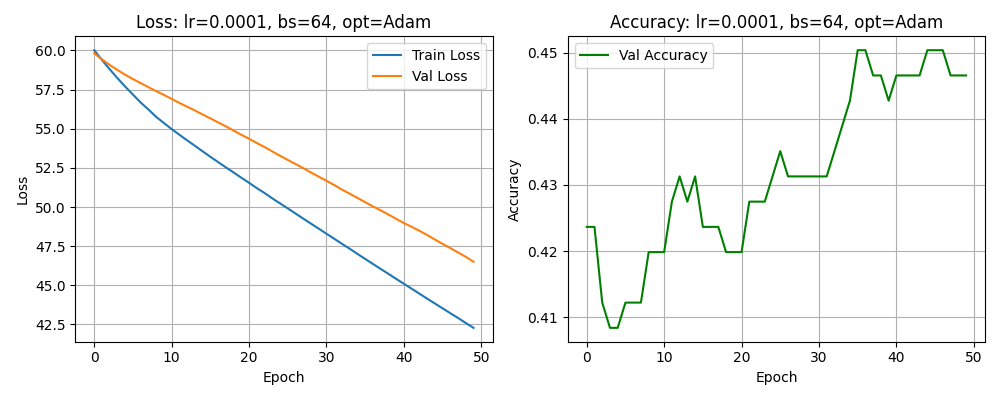 Loss: lr=0.0001, bs=64, opt=Adam
60.0
57.5
55.0
52.5
50.0
47.5
45.0
42.5
Loss
Train Loss
Val Loss
0 10 20 30 40 50
Epoch
Accuracy: lr=0.0001, bs=64, opt=Adam
0.45
0.44
0.43
0.42
0.41
Accuracy
Val Accuracy
0 10 20 30 40 50
Epoch